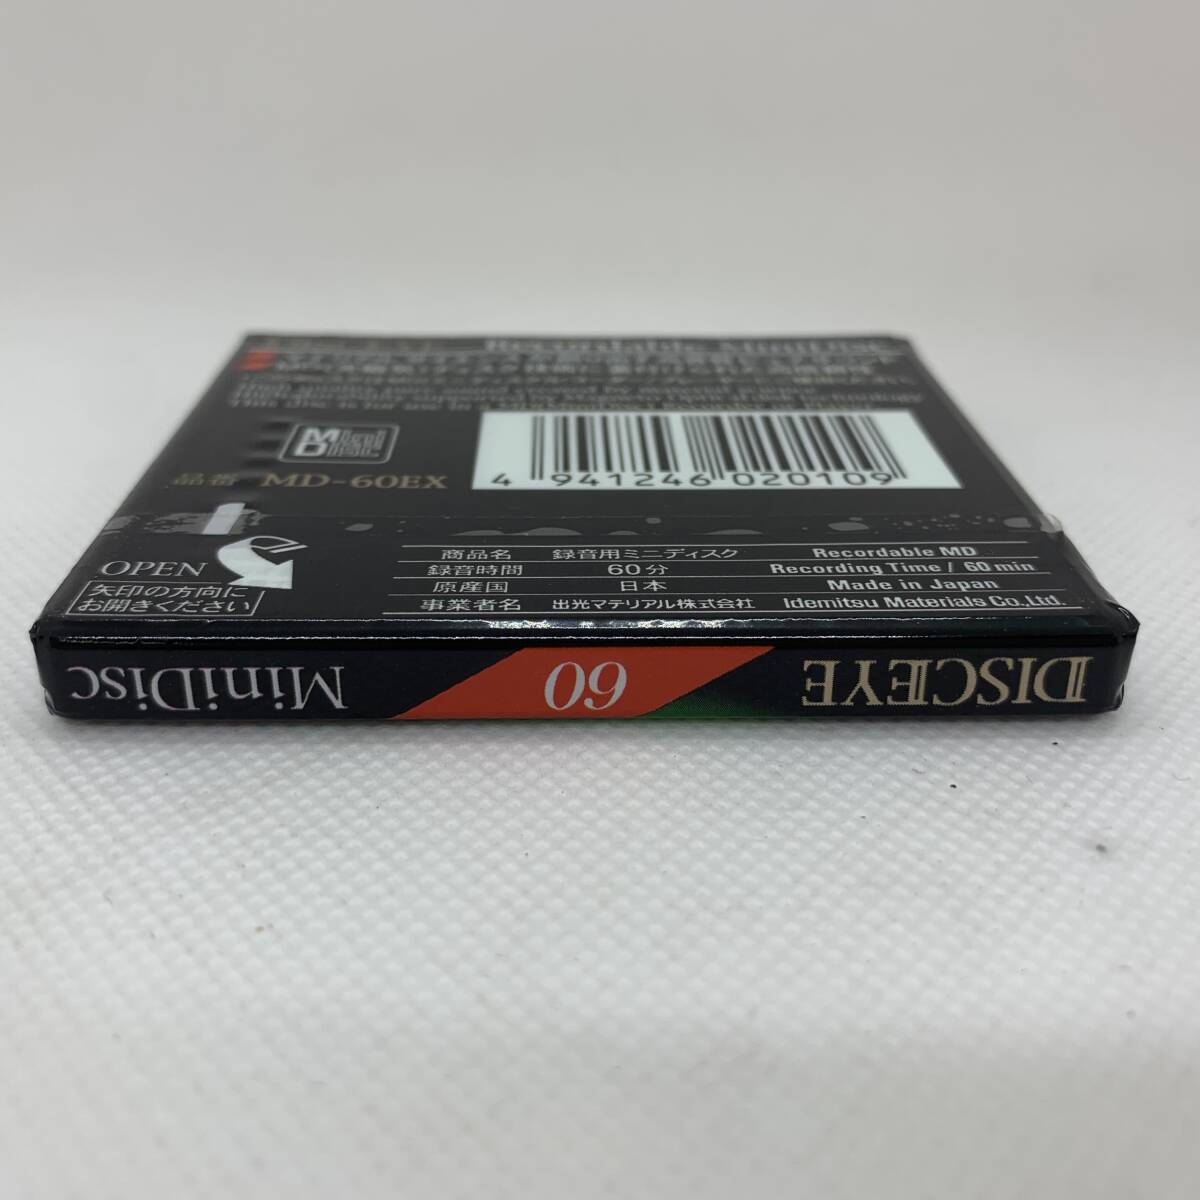 MD
品番 MD-60EX
4 941246 020109
OPEN
矢印の方向に
お開きください
商品名 録音用ミニディスク Recordable MD
録音時間 60分 Recording Time / 60 min
原産国 日本 Made in Japan
事業者名 出光マテリアル株式会社 Idemitsu Materials Co.,Ltd.
DISCEYE 60 MiniDisc